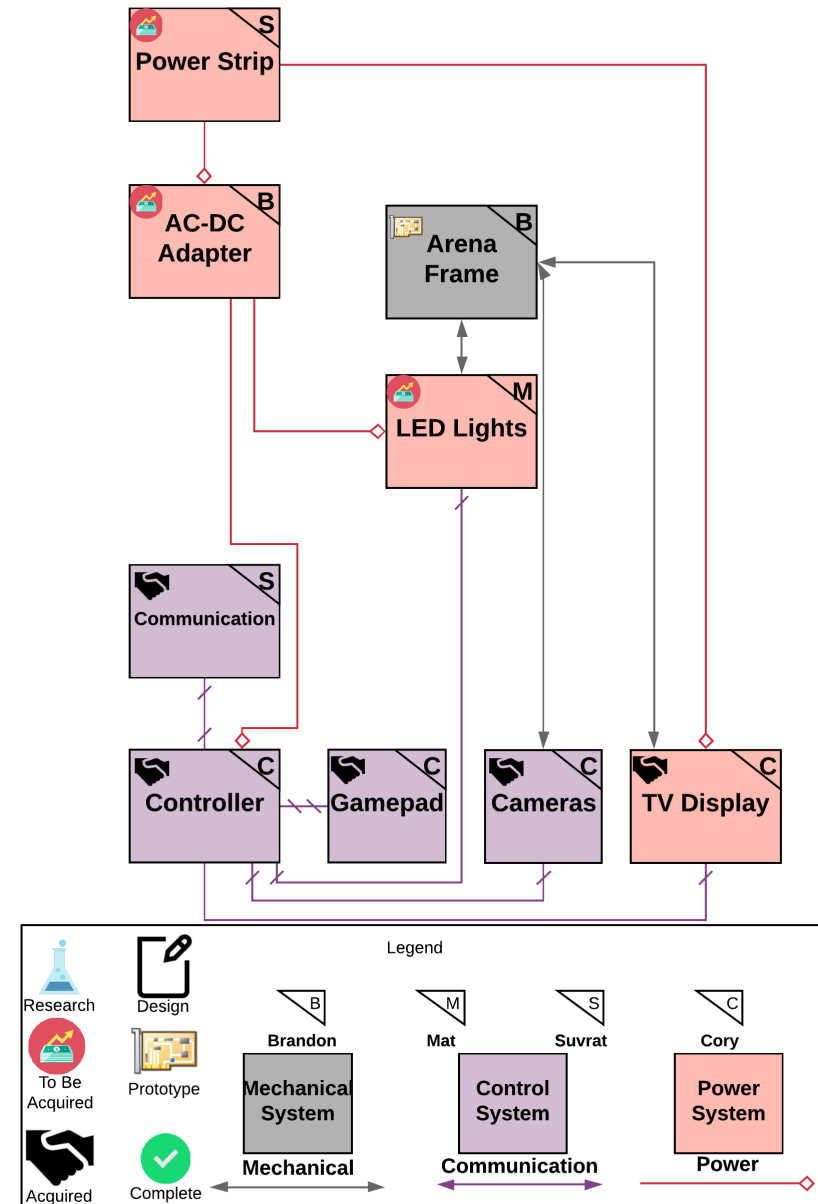 S
Power Strip
B
AC-DC
Adapter
B
Arena
Frame
M
LED Lights
S
Communication
C
Controller
C
Gamepad
C
Cameras
C
TV Display
Legend
Research
Design
B
M
S
C
Brandon
Mat
Suvrat
Cory
To Be
Acquired
Prototype
Mechanical
System
Control
System
Power
System
Mechanical
Communication
Power
Acquired
Complete